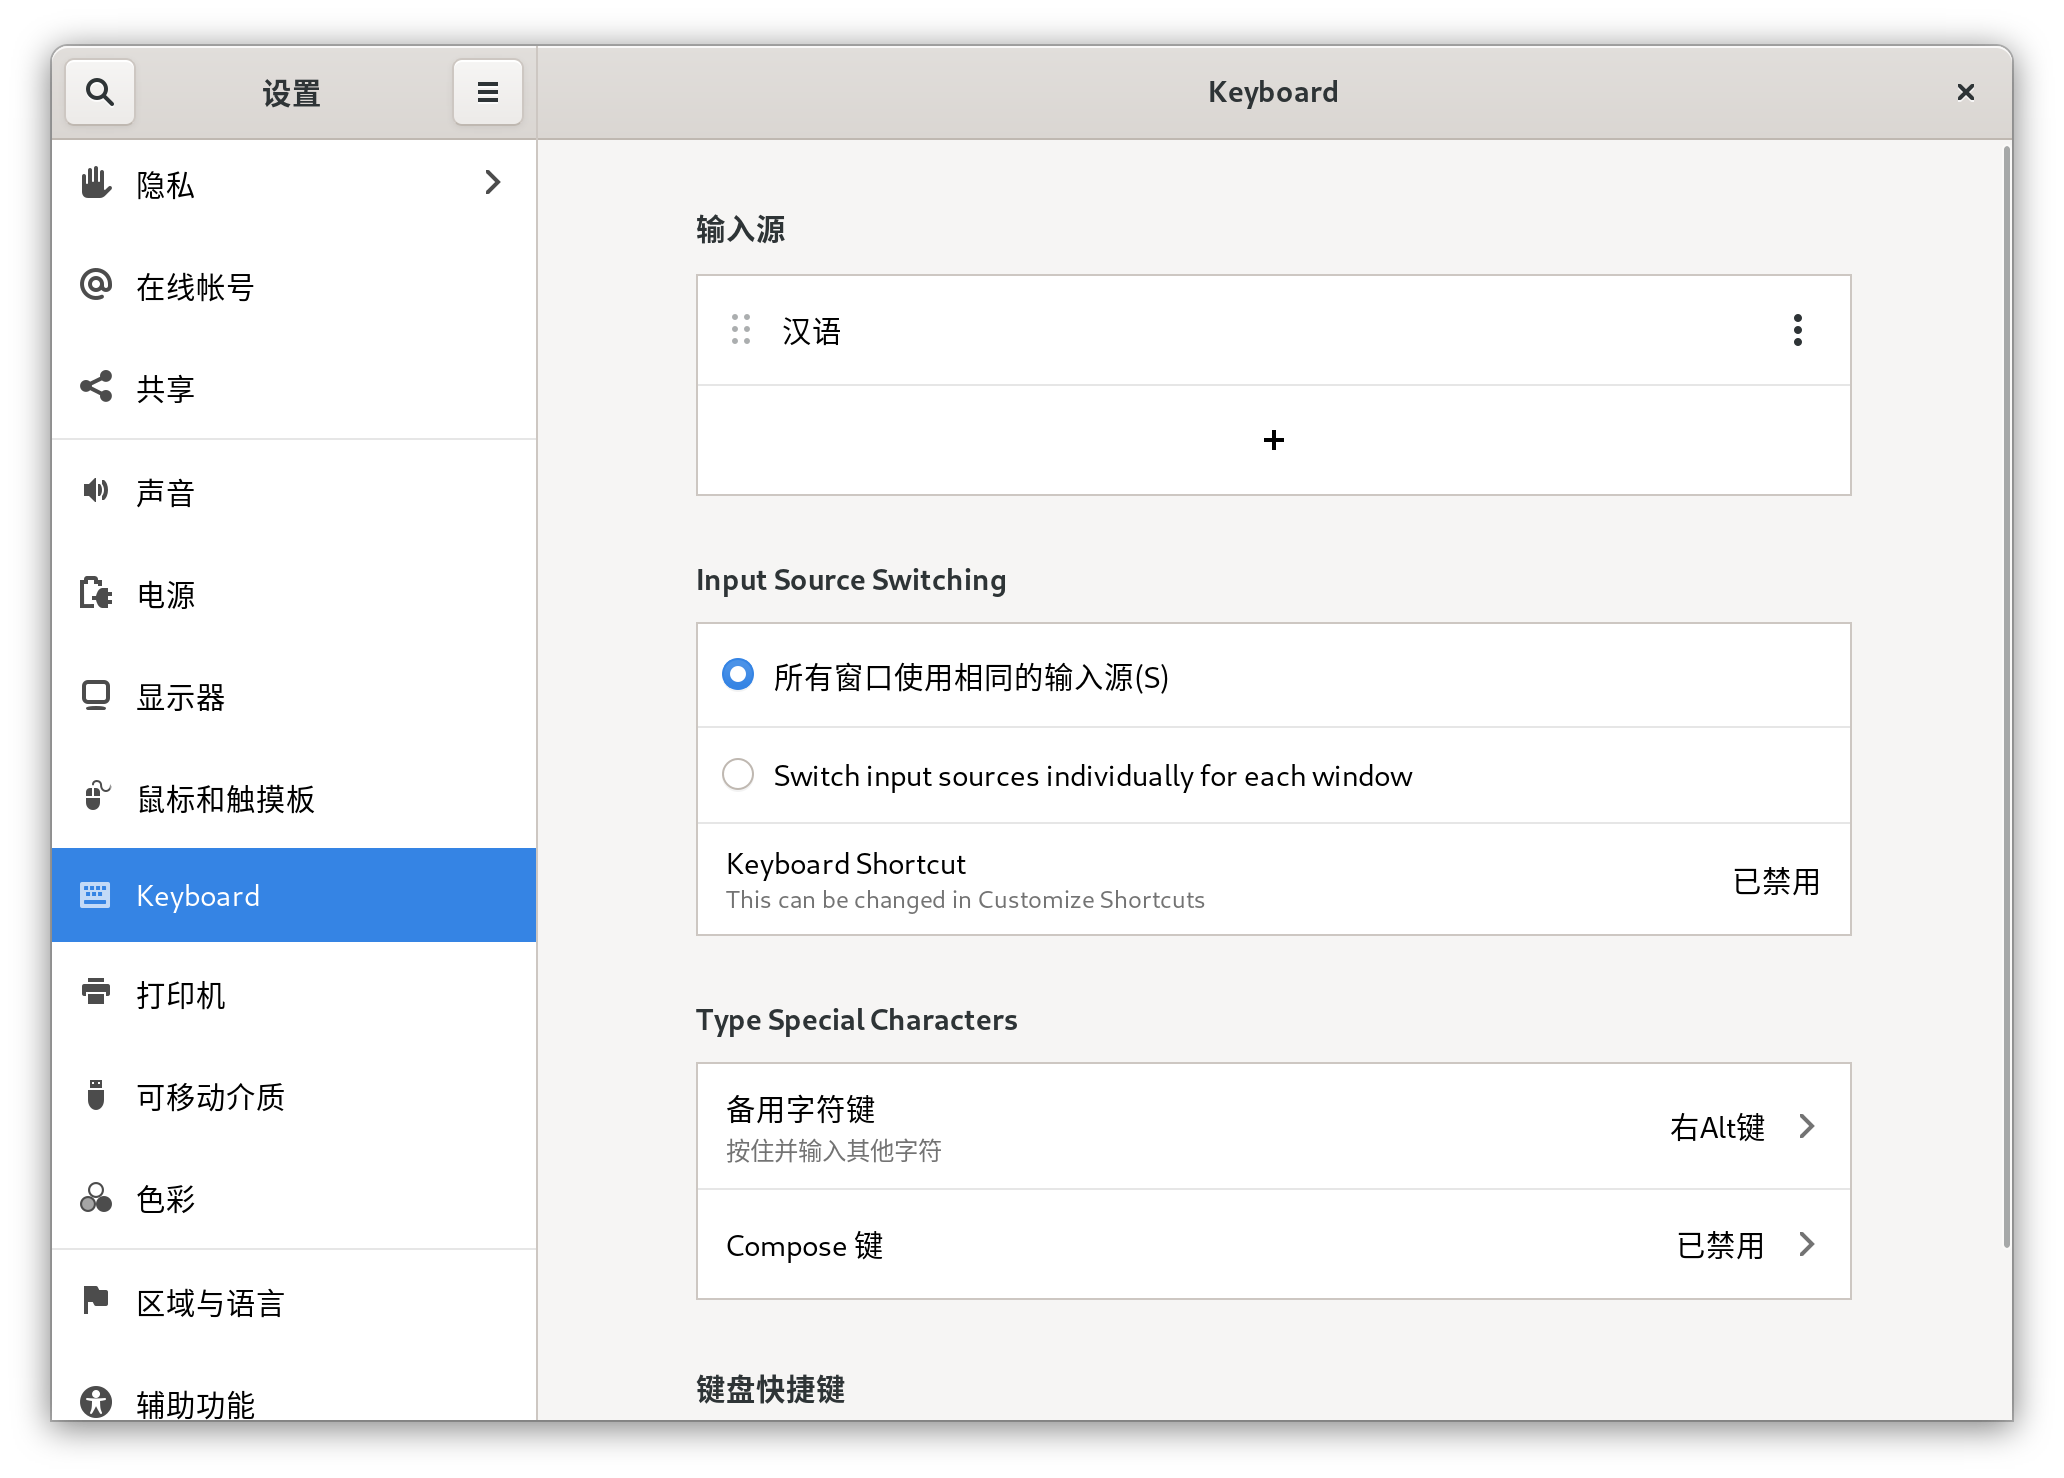 设置
隐私
在线帐号
共享
声音
电源
显示器
鼠标和触摸板
Keyboard
打印机
可移动介质
色彩
区域与语言
辅助功能
Keyboard
输入源
汉语
Input Source Switching
所有窗口使用相同的输入源(S)
Switch input sources individually for each window
Keyboard Shortcut
This can be changed in Customize Shortcuts
已禁用
Type Special Characters
备用字符键
按住并输入其他字符
右Alt键
Compose 键
已禁用
键盘快捷键